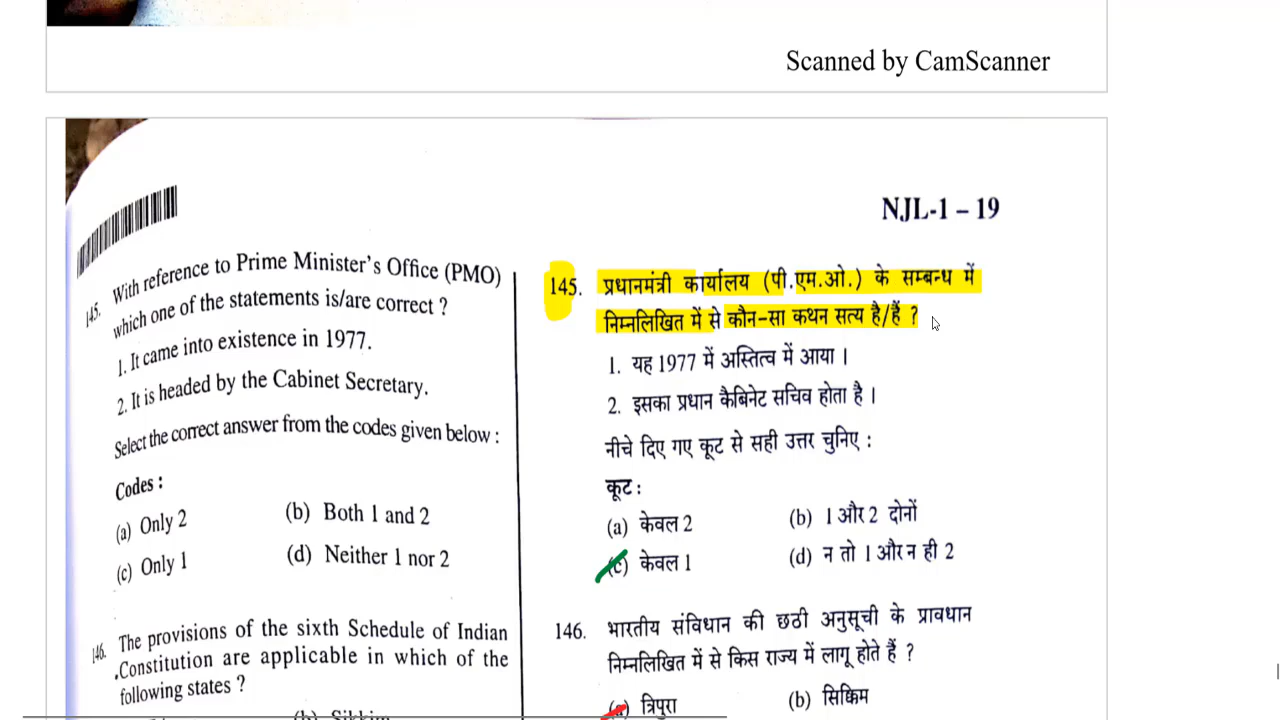 Scanned by CamScanner
NJL-1 – 19
145. With reference to Prime Minister's Office (PMO)
which one of the statements is/are correct ?
1. It came into existence in 1977.
2. It is headed by the Cabinet Secretary.
Select the correct answer from the codes given below :
Codes :
(a) Only 2 (b) Both 1 and 2
(c) Only 1 (d) Neither 1 nor 2
146. The provisions of the sixth Schedule of Indian
Constitution are applicable in which of the
following states ?
(b) Sikkim
145. प्रधानमंत्री कार्यालय (पी.एम.ओ.) के सम्बन्ध में
निम्नलिखित में से कौन-सा कथन सत्य है/हैं ?
1. यह 1977 में अस्तित्व में आया ।
2. इसका प्रधान कैबिनेट सचिव होता है ।
नीचे दिए गए कूट से सही उत्तर चुनिए :
कूट :
(a) केवल 2 (b) 1 और 2 दोनों
(c) केवल 1 (d) न तो 1 और न ही 2
146. भारतीय संविधान की छठी अनुसूची के प्रावधान
निम्नलिखित में से किस राज्य में लागू होते हैं ?
(a) त्रिपुरा (b) सिक्किम